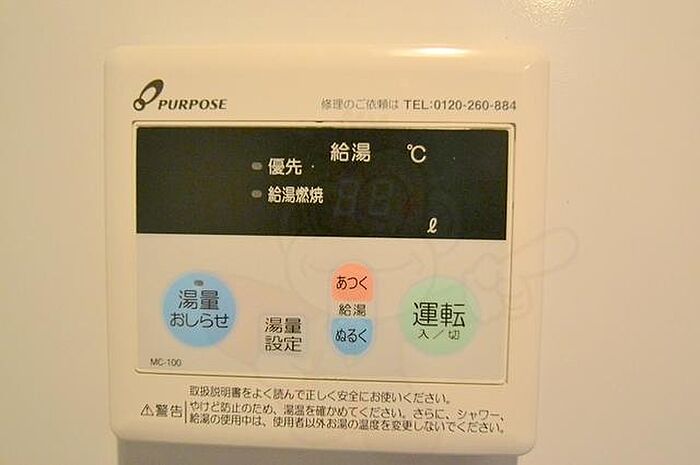 PURPOSE
修理のご依頼は TEL:0120-260-884
給湯 ℃
優先
給湯燃焼
ℓ
湯量
おしらせ
湯量
設定
あつく
給湯
ぬるく
運転
入／切
MC-100
取扱説明書をよく読んで正しく安全にお使いください。
⚠警告
やけど防止のため、湯温を確かめてください。さらに、シャワー、
給湯の使用中は、使用者以外お湯の温度を変更しないでください。